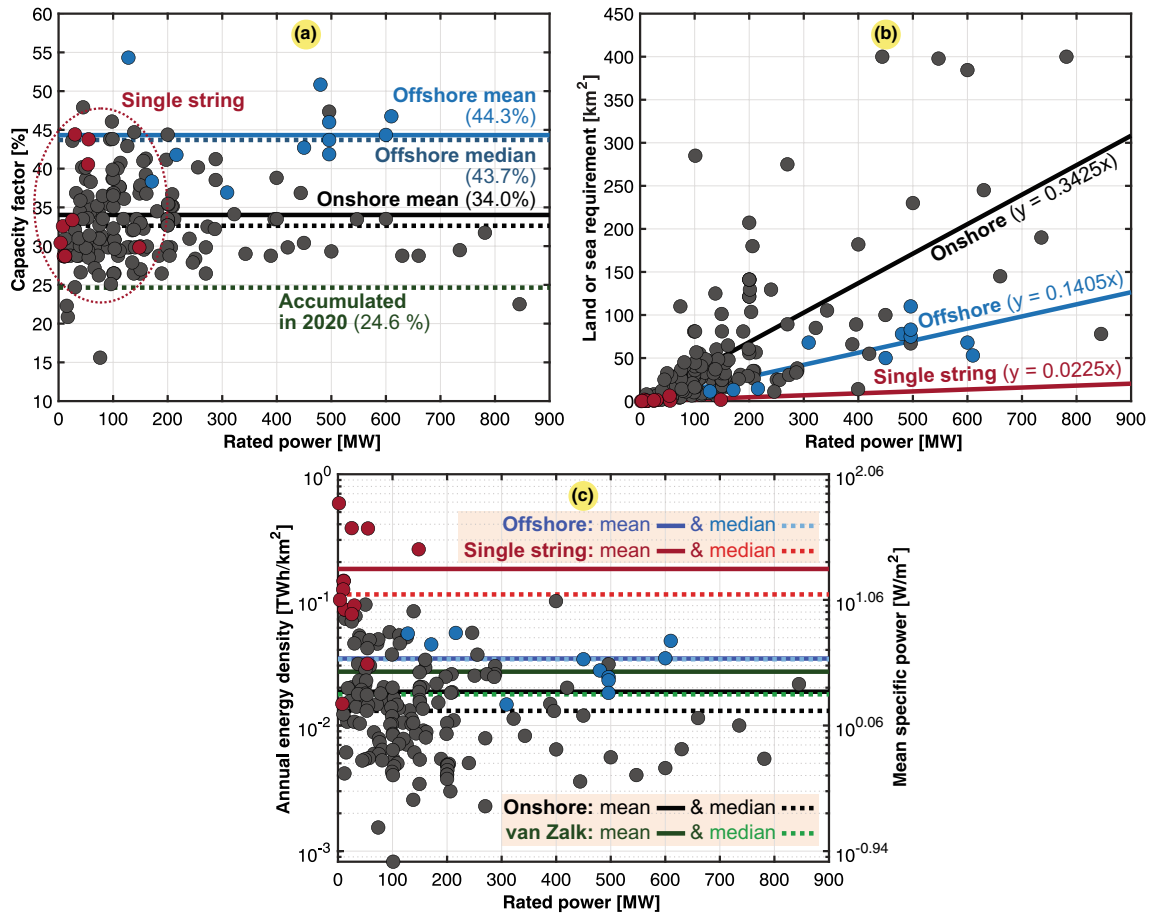 60
55
50
45
40
35
30
25
20
15
10
Capacity factor [%]
(a)
Single string
Offshore mean
(44.3%)
Offshore median
(43.7%)
Onshore mean (34.0%)
Accumulated
in 2020 (24.6 %)
0 100 200 300 400 500 600 700 800 900
Rated power [MW]
450
400
350
300
250
200
150
100
50
0
Land or sea requirement [km²]
(b)
Onshore (y = 0.3425x)
Offshore (y = 0.1405x)
Single string (y = 0.0225x)
0 100 200 300 400 500 600 700 800 900
Rated power [MW]
10⁰
10⁻¹
10⁻²
10⁻³
Annual energy density [TWh/km²]
(c)
Offshore: mean & median
Single string: mean & median
Onshore: mean & median
van Zalk: mean & median
10²·⁰⁶
10¹·⁰⁶
10⁰·⁰⁶
10⁻⁰·⁹⁴
Mean specific power [W/m²]
0 100 200 300 400 500 600 700 800 900
Rated power [MW]